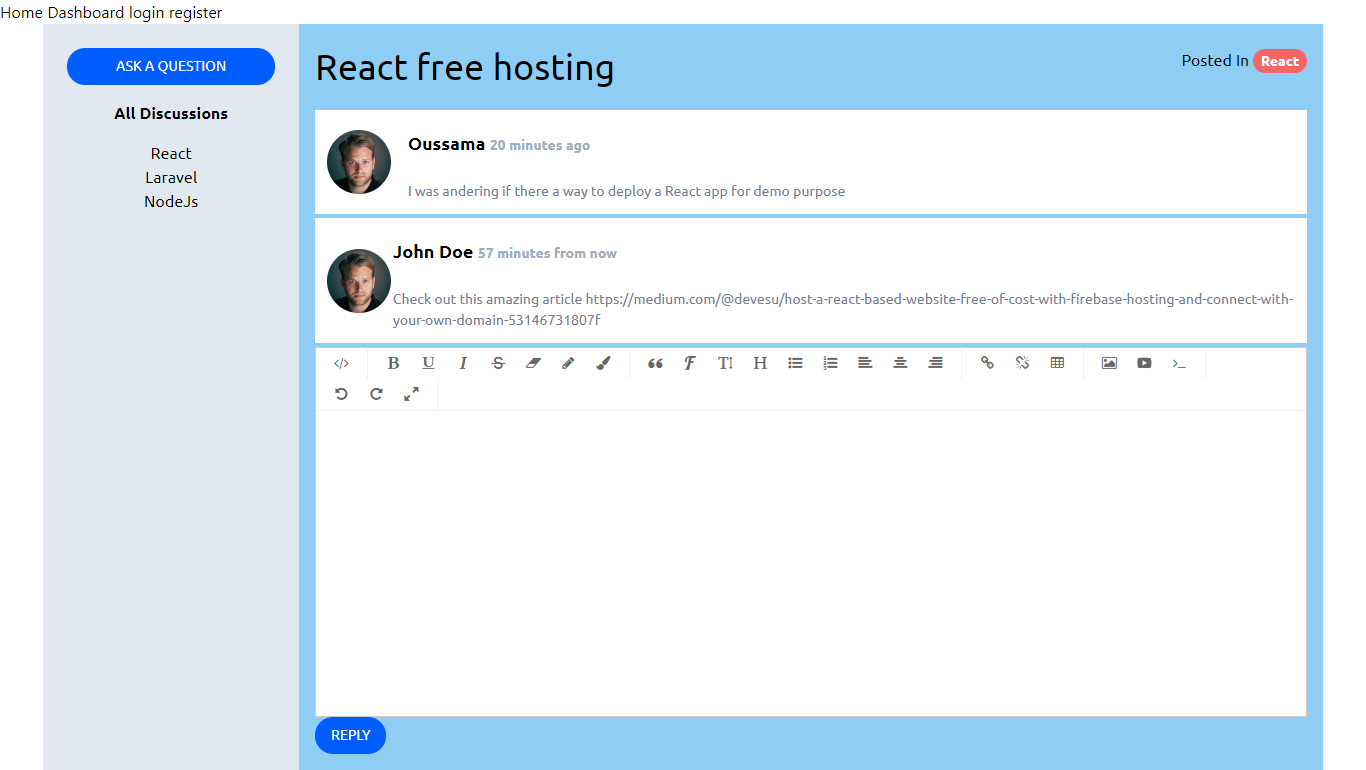 Home Dashboard login register
ASK A QUESTION
All Discussions
React
Laravel
NodeJs
React free hosting
Posted In React
Oussama 20 minutes ago
I was andering if there a way to deploy a React app for demo purpose
John Doe 57 minutes from now
Check out this amazing article https://medium.com/@devesu/host-a-react-based-website-free-of-cost-with-firebase-hosting-and-connect-with-
your-own-domain-53146731807f
REPLY